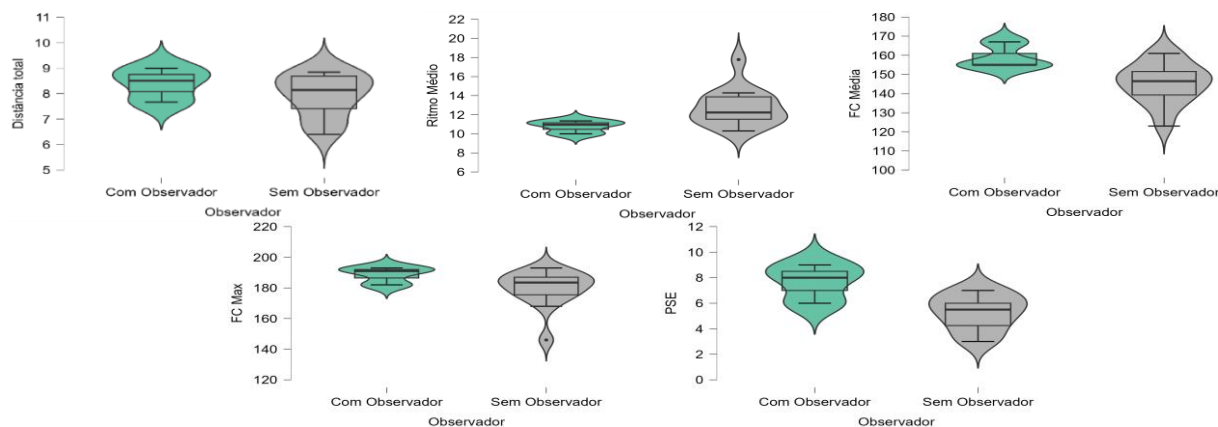 Distância total
11
10
9
8
7
6
5
Com Observador Sem Observador
Observador
Ritmo Médio
22
20
18
16
14
12
10
8
6
Com Observador Sem Observador
Observador
FC Média
180
170
160
150
140
130
120
110
100
Com Observador Sem Observador
Observador
FC Max
220
200
180
160
140
120
Com Observador Sem Observador
Observador
PSE
12
10
8
6
4
2
0
Com Observador Sem Observador
Observador